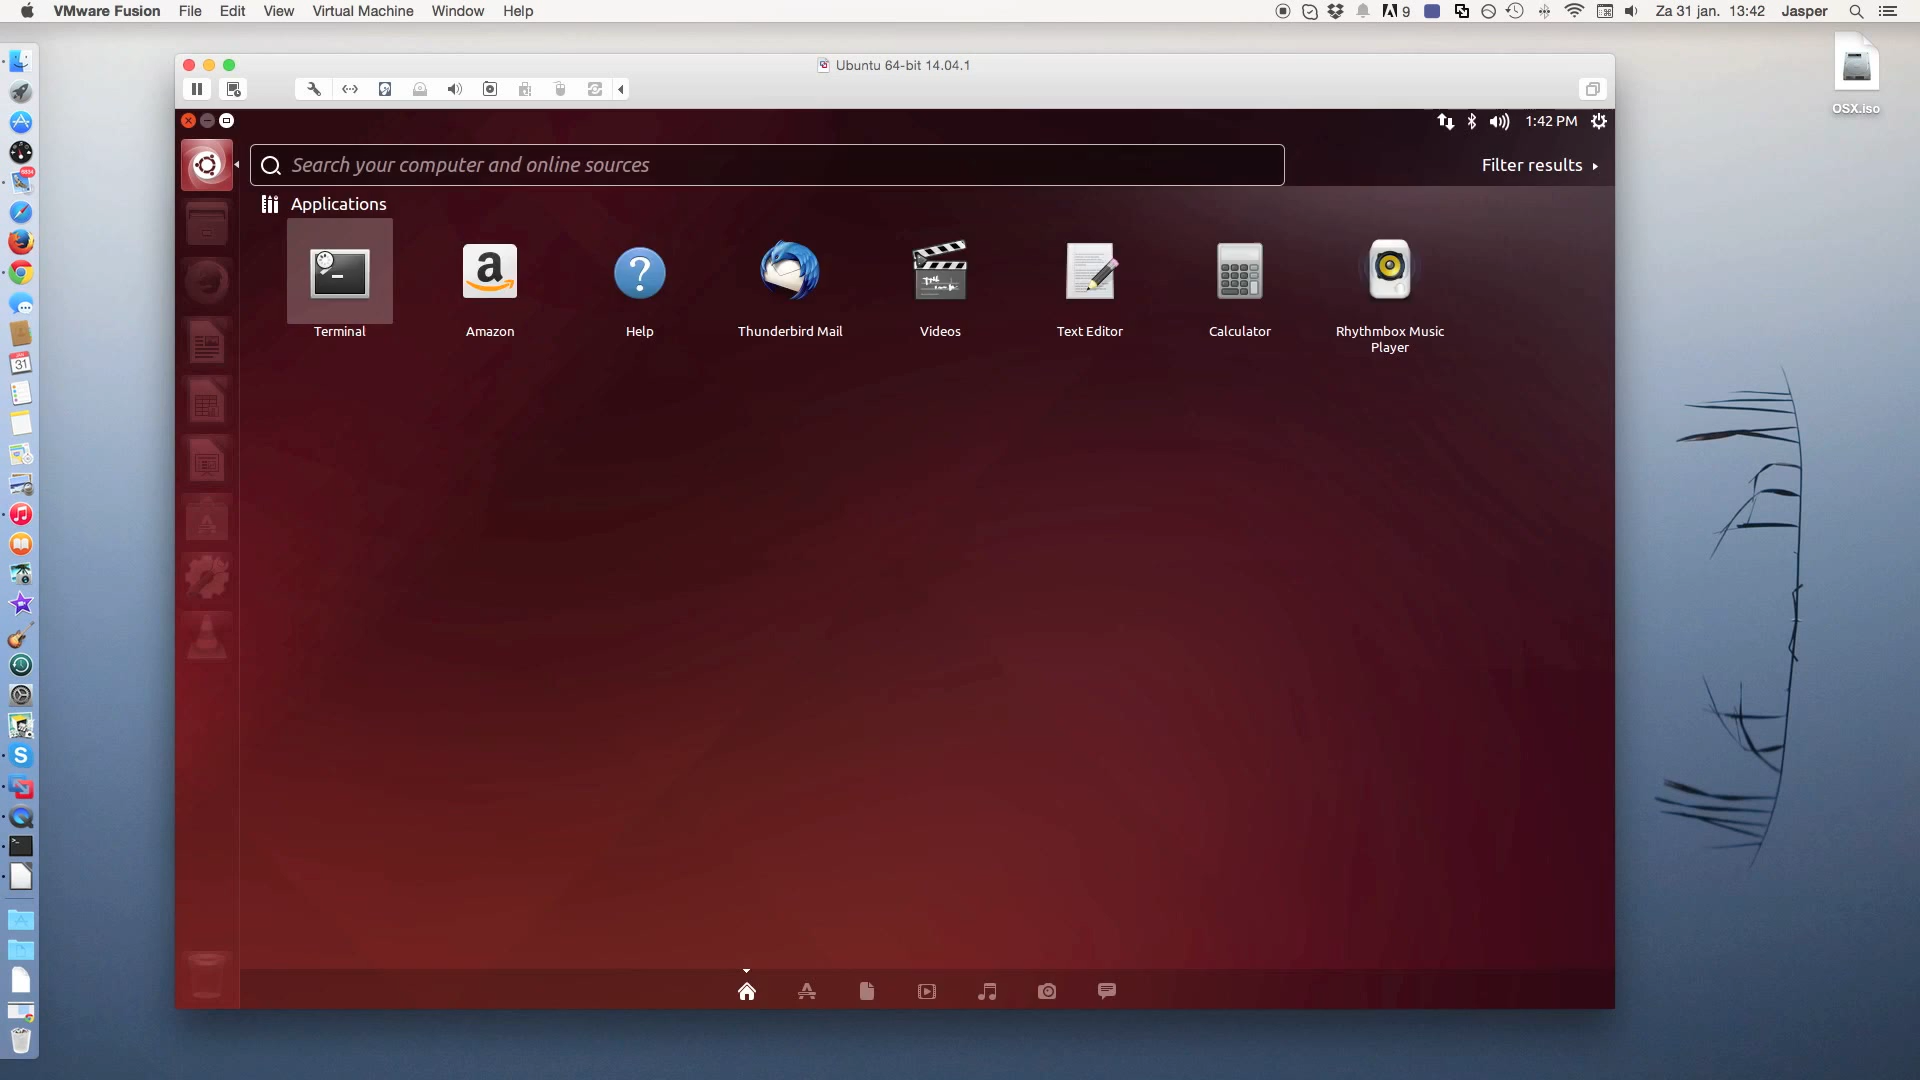 VMware Fusion File Edit View Virtual Machine Window Help 9 Za 31 jan. 13:42 Jasper
Ubuntu 64-bit 14.04.1
OSX.iso
1:42 PM
Search your computer and online sources
Filter results
Applications
Terminal
Amazon
Help
Thunderbird Mail
Videos
Text Editor
Calculator
Rhythmbox Music
Player
31